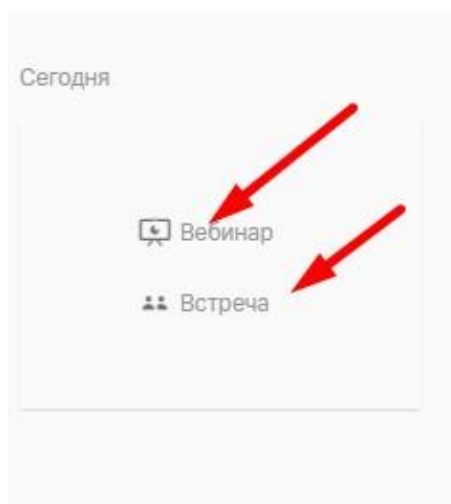 Сегодня
Вебинар
Встреча